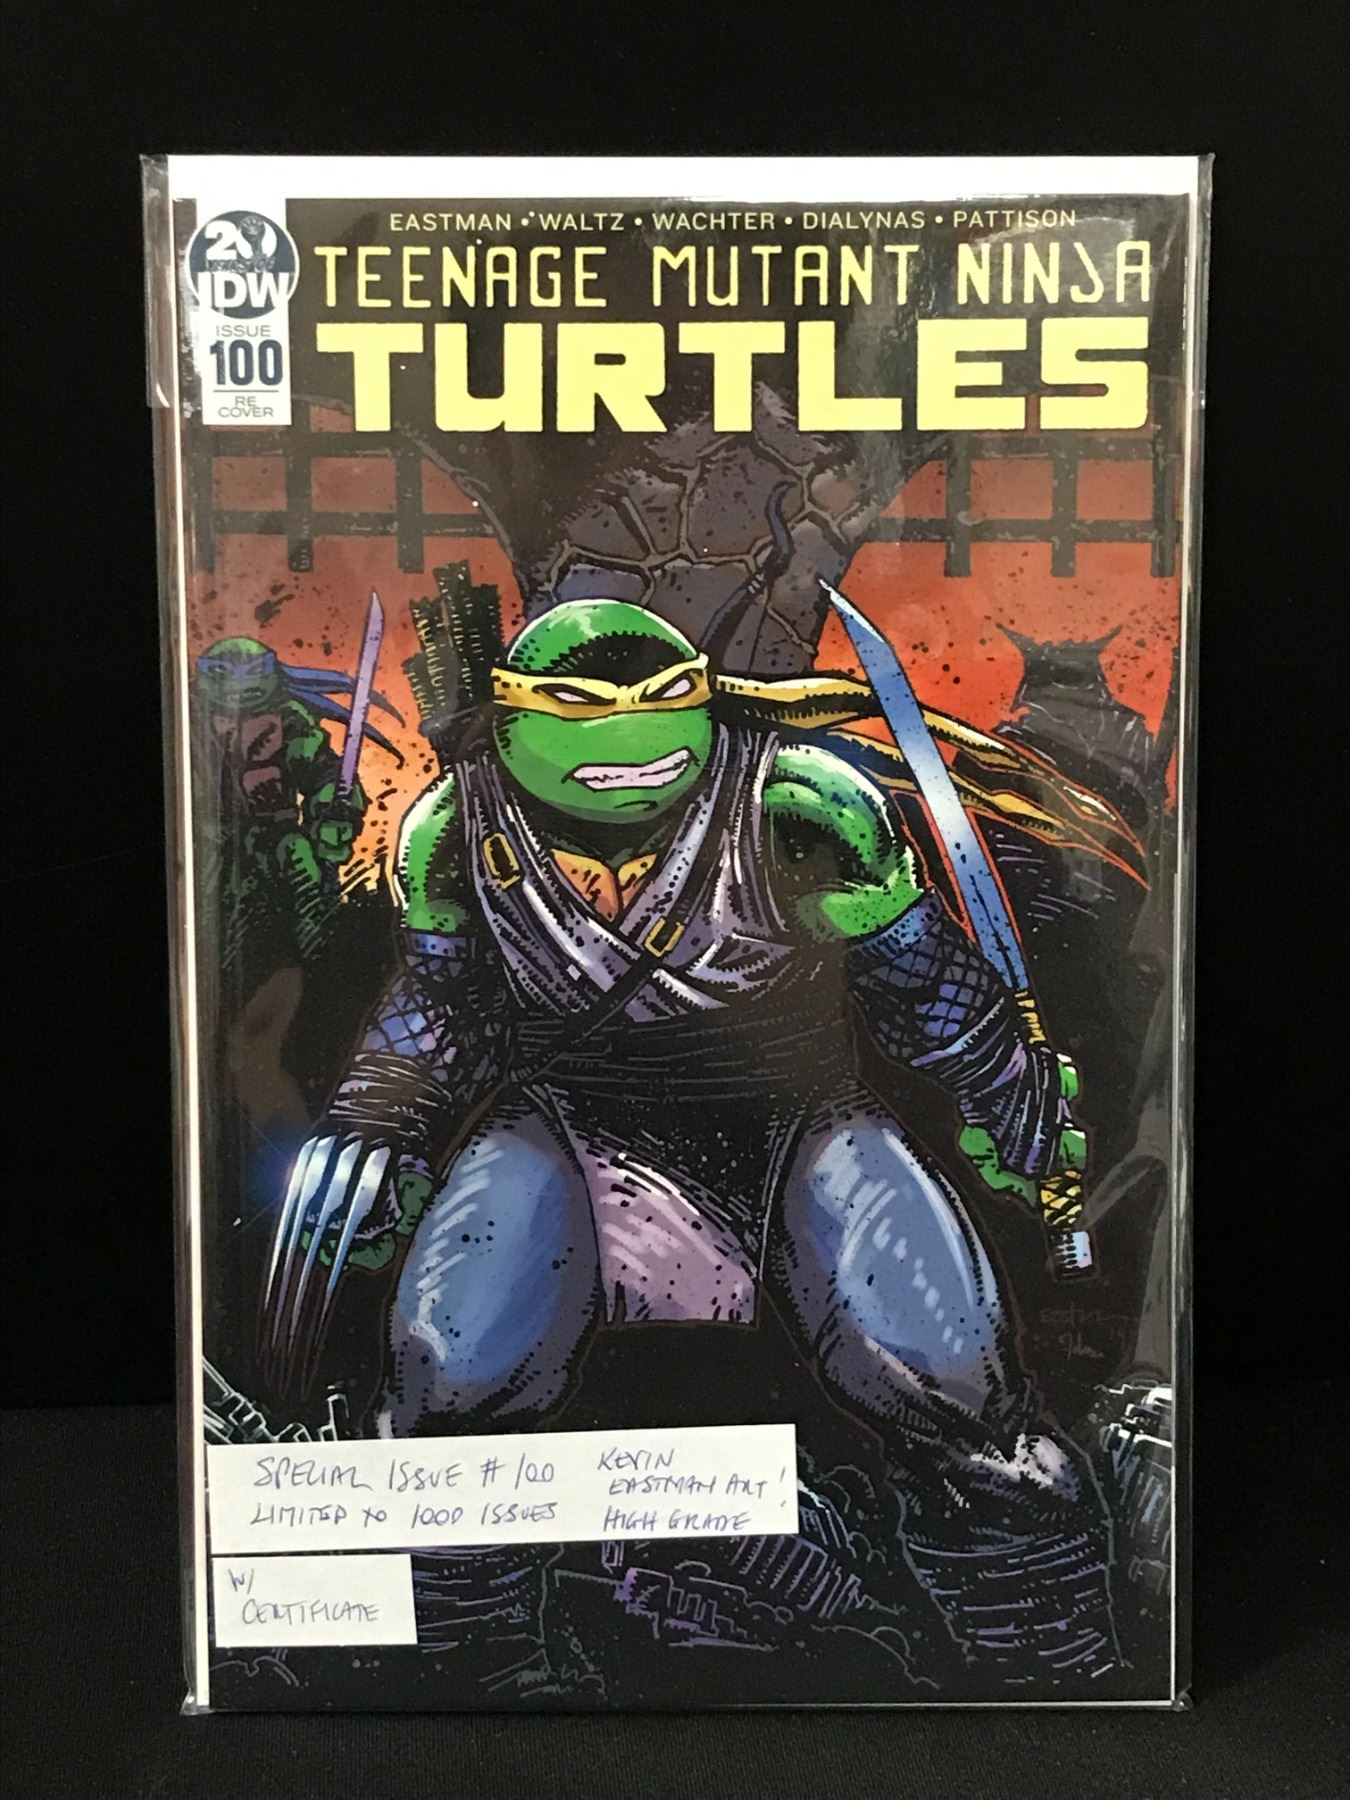 EASTMAN • WALTZ • WACHTER • DIALYNAS • PATTISON
TEENAGE MUTANT NINJA
TURTLES
20
IDW
ISSUE
100
RE
COVER
SPECIAL ISSUE # 100
LIMITED TO 1000 ISSUES
KEVIN
EASTMAN ART!
HIGH GRADE
W/
CERTIFICATE